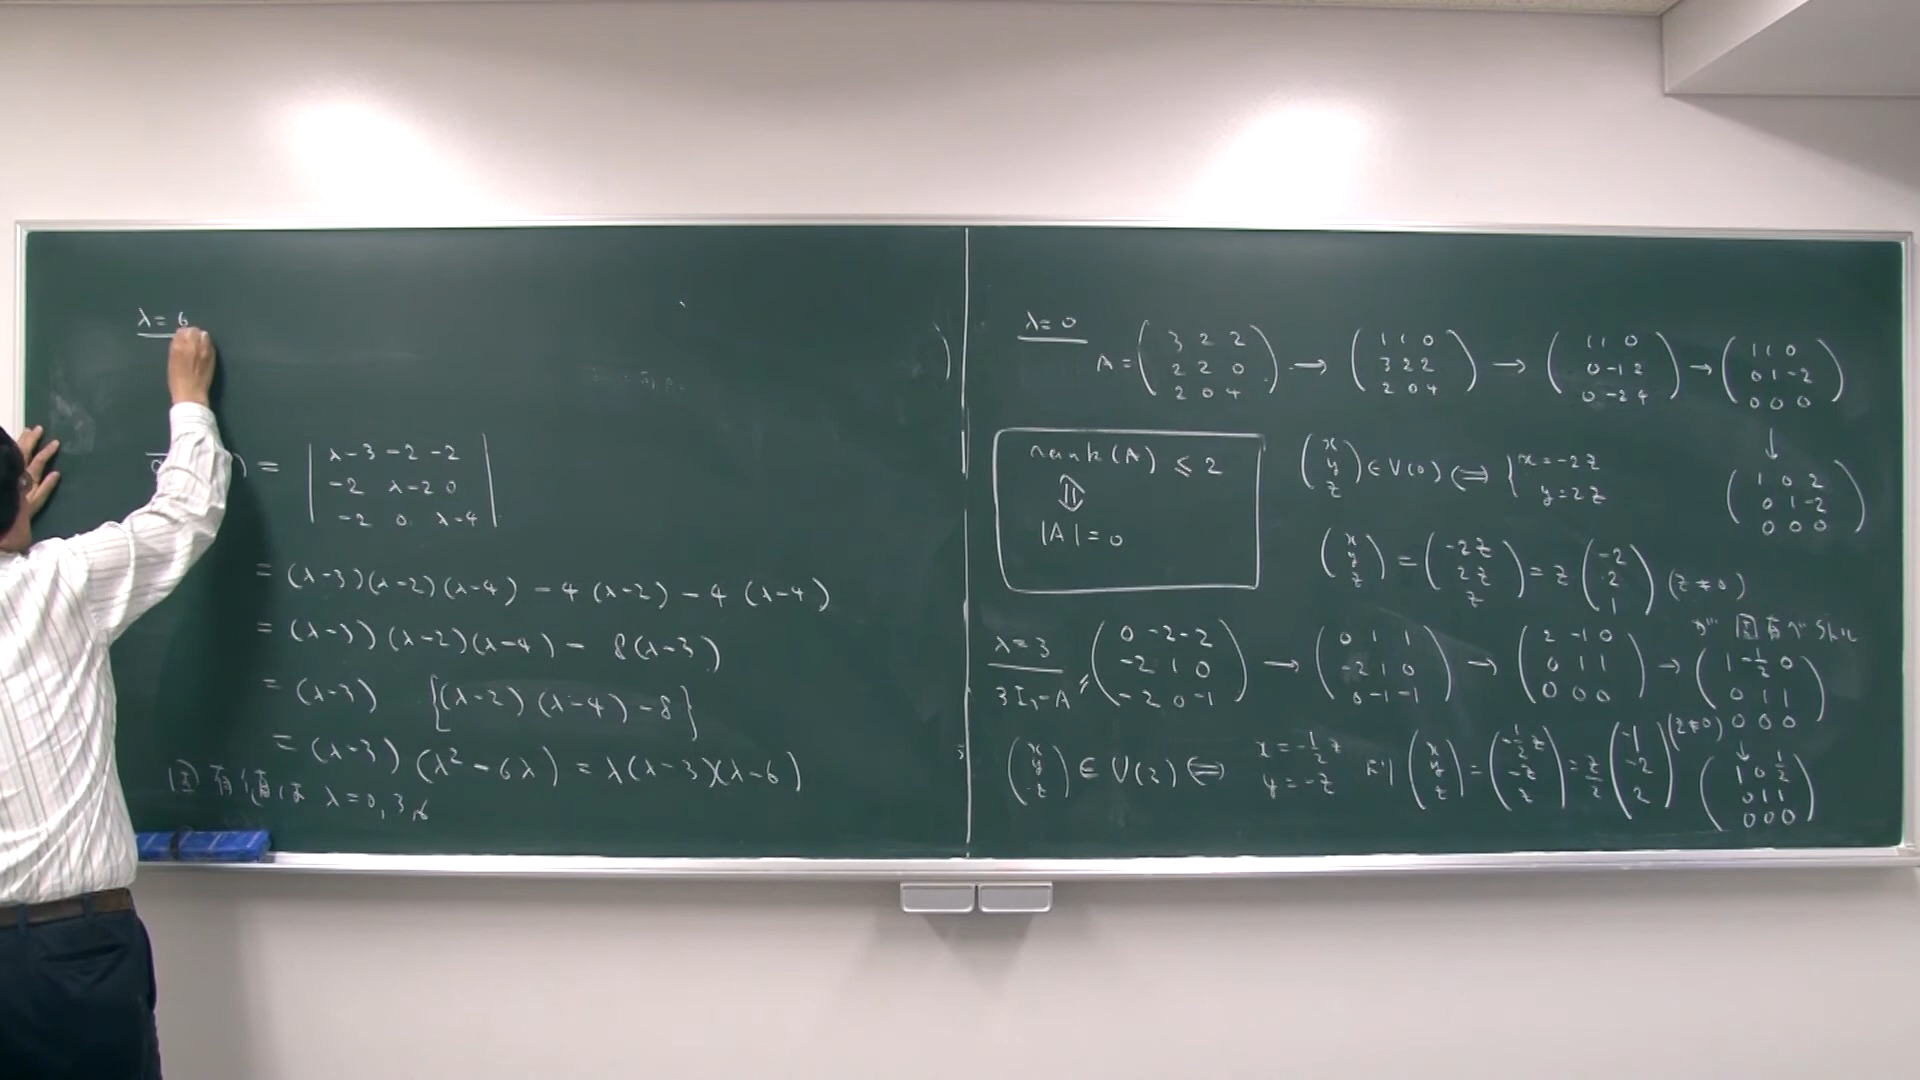 λ=6
= | λ-3 -2 -2 |
| -2 λ-2 0 |
| -2 0 λ-4 |
= (λ-3)(λ-2)(λ-4) - 4(λ-2) - 4(λ-4)
= (λ-3)(λ-2)(λ-4) - 8(λ-3)
= (λ-3) {(λ-2)(λ-4)-8}
= (λ-3)(λ²-6λ) = λ(λ-3)(λ-6)
固有値は λ=0,3,6
λ=0
A = ( 3 2 2 ) → ( 1 1 0 ) → ( 1 1 0 ) → ( 1 1 0 )
( 2 2 0 ) ( 3 2 2 ) ( 0 -1 2 ) ( 0 1 -2 )
( 2 0 4 ) ( 2 0 4 ) ( 0 -2 4 ) ( 0 0 0 )
↓
( 1 0 2 )
( 0 1 -2 )
( 0 0 0 )
rank(A) ≤ 2
⇕
|A| = 0
( x y z ) ∈ V(0) ⇔ { x = -2z
y = 2z
( x y z ) = ( -2z 2z z ) = z ( -2 2 1 ) (z≠0)
が 固有ベクトル
λ=3
3I₃-A = ( 0 -2 -2 ) → ( 0 1 1 ) → ( 2 -1 0 ) → ( 1 -1/2 0 )
( -2 1 0 ) ( -2 1 0 ) ( 0 1 1 ) ( 0 1 1 )
( -2 0 -1 ) ( 0 -1 -1 ) ( 0 0 0 ) ( 0 0 0 )
↓
( 1 0 1/2 )
( 0 1 1 )
( 0 0 0 )
( x y z ) ∈ V(3) ⇔ x = -1/2 z
y = -z
より ( x y z ) = ( -1/2 z -z z ) = z/2 ( -1 -2 2 ) (z≠0)